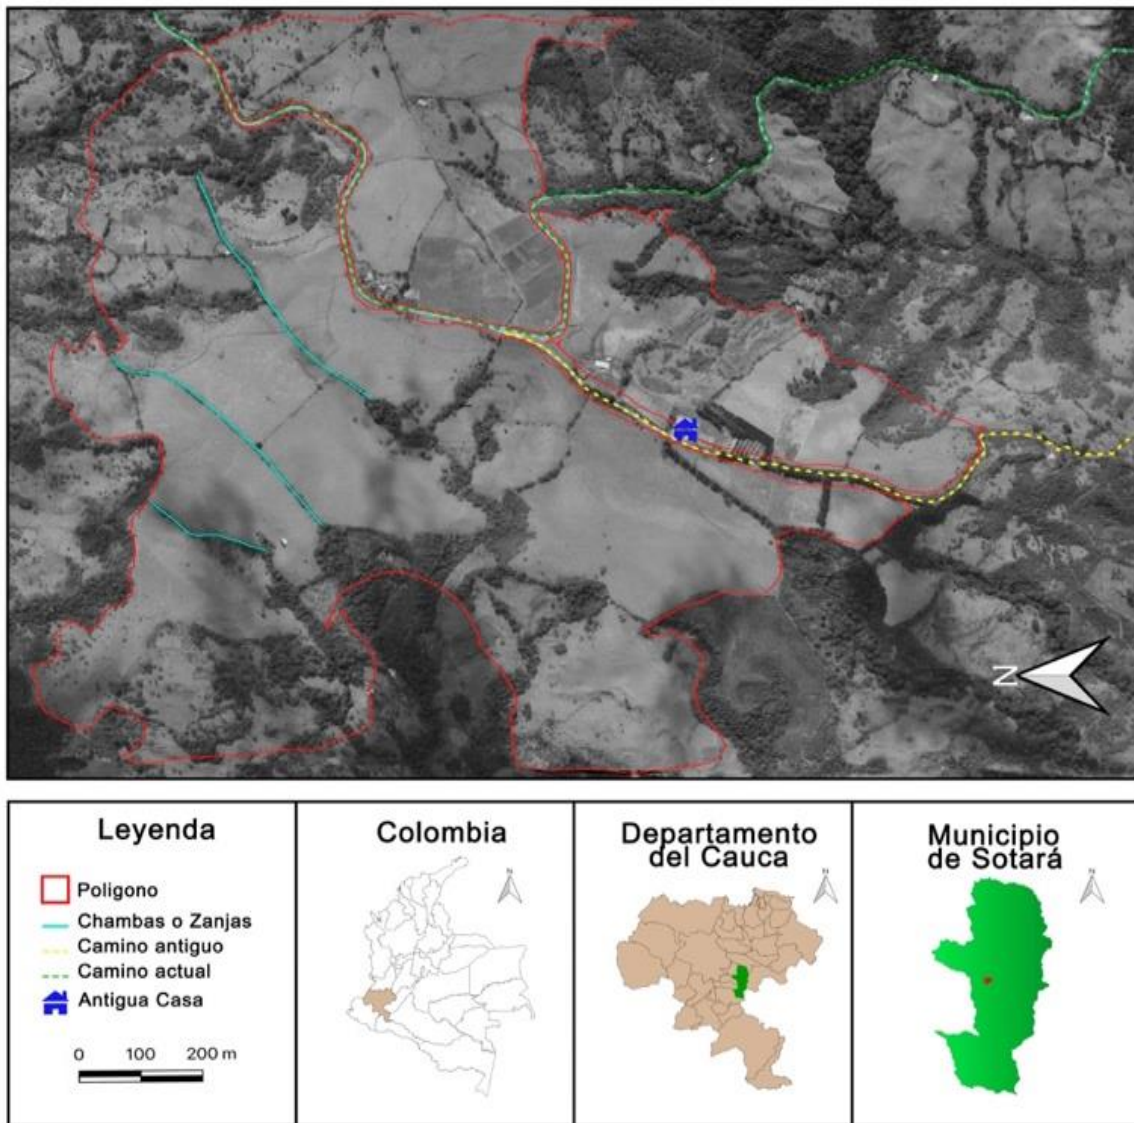 N
Leyenda
Poligono
Chambas o Zanjas
Camino antiguo
Camino actual
Antigua Casa
0 100 200 m
Colombia
N
Departamento
del Cauca
N
Municipio
de Sotará
N